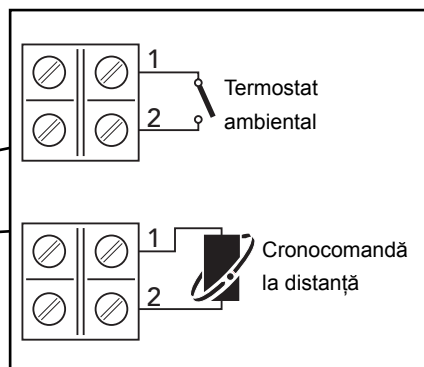 1
Termostat
2
ambiental
1
Cronocomandă
la distanță
2